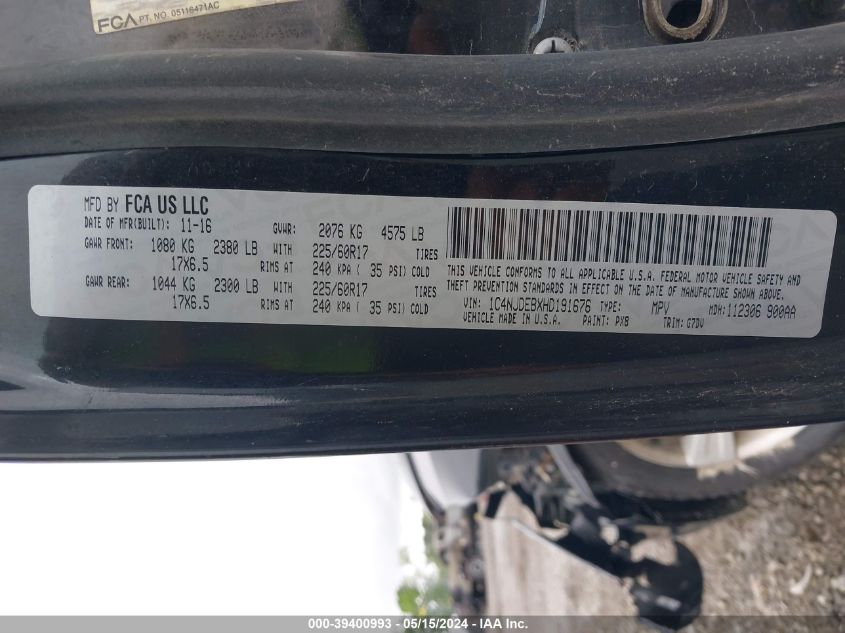 FCA PT. NO. 05116471AC
MFD BY FCA US LLC
DATE OF MFR(BUILT): 11-16 GVWR: 2076 KG 4575 LB
GAWR FRONT: 1080 KG 2380 LB WITH 225/60R17 TIRES
17X6.5 RIMS AT 240 KPA ( 35 PSI) COLD
GAWR REAR: 1044 KG 2300 LB WITH 225/60R17 TIRES
17X6.5 RIMS AT 240 KPA ( 35 PSI) COLD
THIS VEHICLE CONFORMS TO ALL APPLICABLE U.S.A. FEDERAL MOTOR VEHICLE SAFETY AND
THEFT PREVENTION STANDARDS IN EFFECT ON THE DATE OF MANUFACTURE SHOWN ABOVE.
VIN: 1C4NJDEBXHD191676 TYPE: MPV MDH: 112306 900AA
VEHICLE MADE IN U.S.A. PAINT: PXB TRIM: G7DV
000-39400993 - 05/15/2024 - IAA Inc.